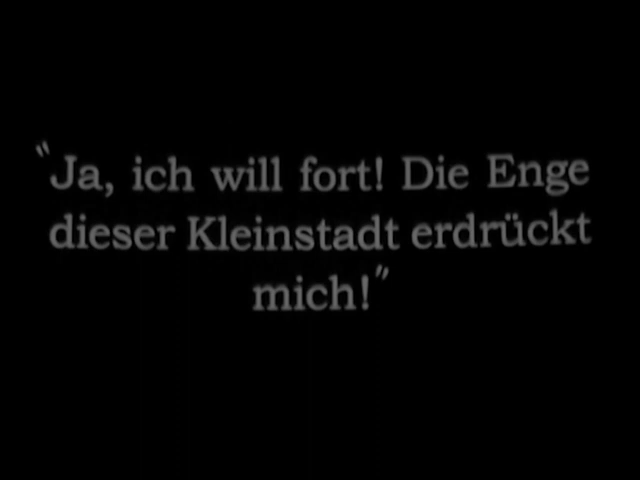 "Ja, ich will fort! Die Enge
dieser Kleinstadt erdrückt
mich!"